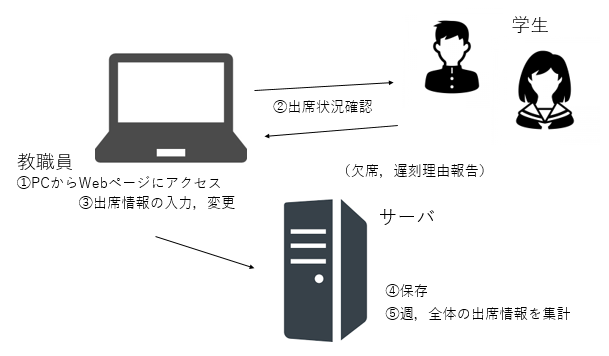 学生
②出席状況確認
教職員
①PCからWebページにアクセス
(欠席，遅刻理由報告)
③出席情報の入力，変更
サーバ
④保存
⑤週，全体の出席情報を集計